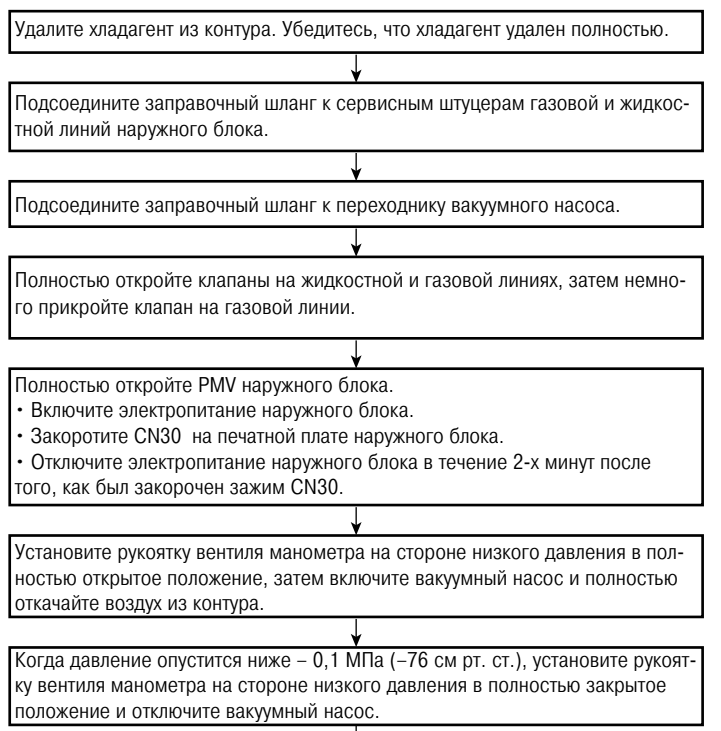 Удалите хладагент из контура. Убедитесь, что хладагент удален полностью.
Подсоедините заправочный шланг к сервисным штуцерам газовой и жидкос-
тной линий наружного блока.
Подсоедините заправочный шланг к переходнику вакуумного насоса.
Полностью откройте клапаны на жидкостной и газовой линиях, затем немно-
го прикройте клапан на газовой линии.
Полностью откройте PMV наружного блока.
• Включите электропитание наружного блока.
• Закоротите CN30 на печатной плате наружного блока.
• Отключите электропитание наружного блока в течение 2-х минут после
того, как был закорочен зажим CN30.
Установите рукоятку вентиля манометра на стороне низкого давления в пол-
ностью открытое положение, затем включите вакуумный насос и полностью
откачайте воздух из контура.
Когда давление опустится ниже – 0,1 МПа (–76 см рт. ст.), установите рукоят-
ку вентиля манометра на стороне низкого давления в полностью закрытое
положение и отключите вакуумный насос.